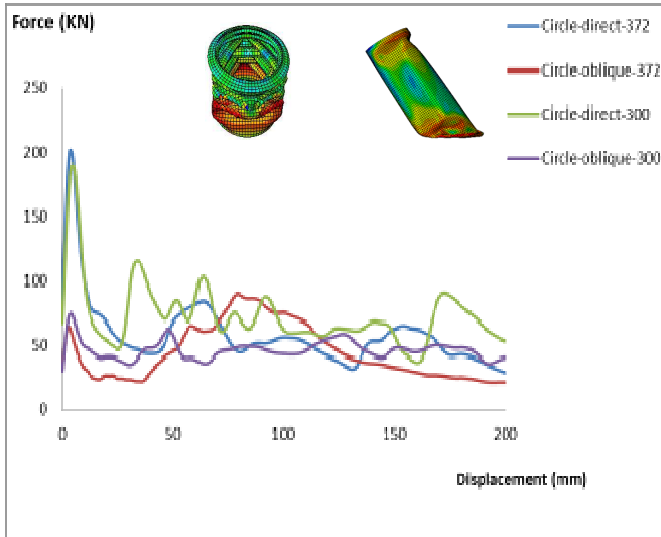 Force (KN)
Circle-direct-372
Circle-oblique-372
Circle-direct-300
Circle-oblique-300
250
200
150
100
50
0
0 50 100 150 200
Displacement (mm)